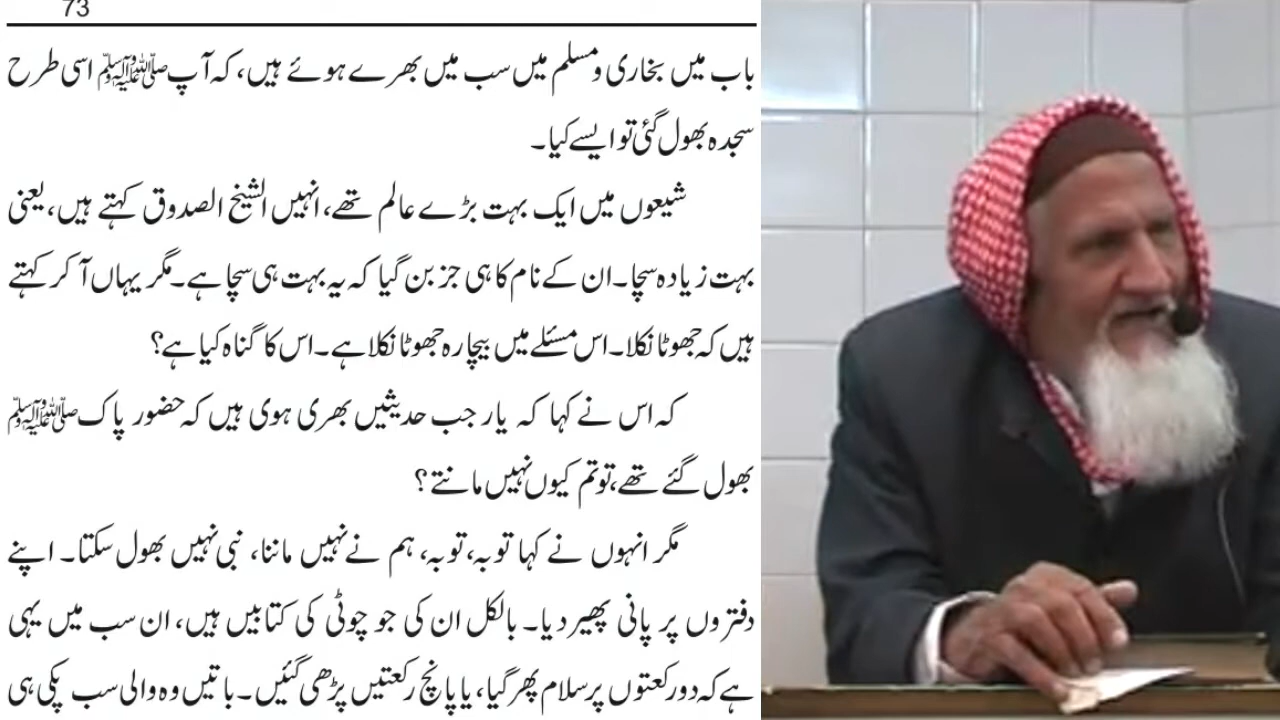 73
باب میں بخاری ومسلم میں سب میں بھرے ہوئے ہیں، کہ آپ ﷺ اسی طرح
سجدہ بھول گئی تو ایسے کیا۔
شیعوں میں ایک بہت بڑے عالم تھے، انہیں الشیخ الصدوق کہتے ہیں، یعنی
بہت زیادہ سچا۔ ان کے نام کا ہی جز بن گیا کہ یہ بہت ہی سچا ہے۔ مگر یہاں آ کر کہتے
ہیں کہ جھوٹا نکلا۔ اس مسئلے میں بیچارہ جھوٹا نکلا ہے۔ اس کا گناہ کیا ہے؟
کہ اس نے کہا کہ یار جب حدیثیں بھری ہوی ہیں کہ حضور پاک ﷺ
بھول گئے تھے، تو تم کیوں نہیں مانتے؟
مگر انہوں نے کہا توبہ، توبہ، ہم نے نہیں ماننا، نبی نہیں بھول سکتا۔ اپنے
دفتروں پر پانی پھیر دیا۔ بالکل ان کی جو چوٹی کی کتابیں ہیں، ان سب میں یہی
ہے کہ دو رکعتوں پر سلام پھر گیا، یا پانچ رکعتیں پڑھی گئیں۔ باتیں وہ والی سب پکی ہی